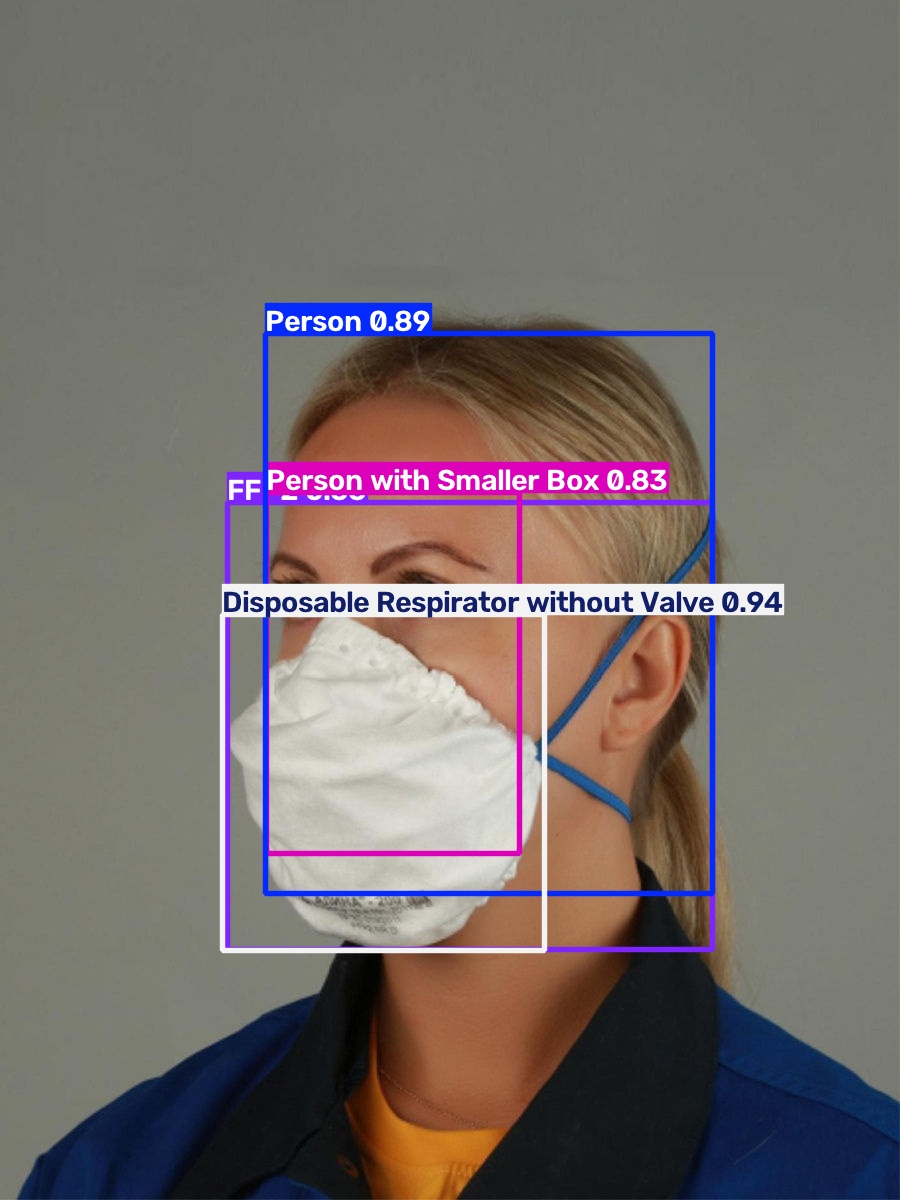 Person 0.89
Person with Smaller Box 0.83
FF
Disposable Respirator without Valve 0.94